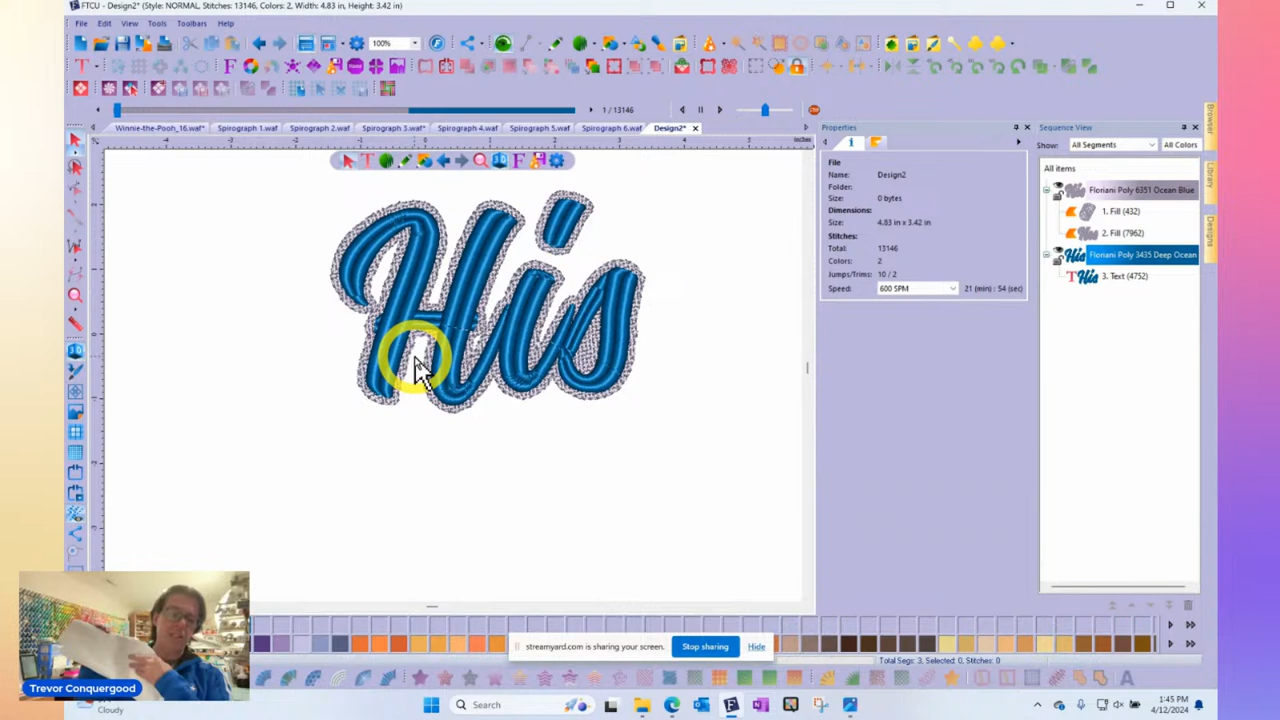 FTCU - Design2* (Style: NORMAL, Stitches: 13146, Colors: 2, Width: 4.83 in, Height: 3.42 in)
File Edit View Tools Toolbars Help
100%
1 / 13146
Winnie-the-Pooh_16.waf* Spirograph 1.waf Spirograph 2.waf Spirograph 3.waf* Spirograph 4.waf Spirograph 5.waf Spirograph 6.waf Design2*
inches
His
Properties
File
Name: Design2
Folder:
Size: 0 bytes
Dimensions:
Size: 4.83 in x 3.42 in
Stitches:
Total: 13146
Colors: 2
Jumps/Trims: 10 / 2
Speed: 600 SPM 21 (min) : 54 (sec)
Sequence View
Show: All Segments All Colors
All items
Floriani Poly 6351 Ocean Blue
1. Fill (432)
2. Fill (7962)
Floriani Poly 3435 Deep Ocean
3. Text (4752)
Browser
Library
Designs
streamyard.com is sharing your screen. Stop sharing Hide
Total Segs: 3, Selected: 0, Stitches: 0
Trevor Conquergood
Cloudy
Search
1:45 PM
4/12/2024